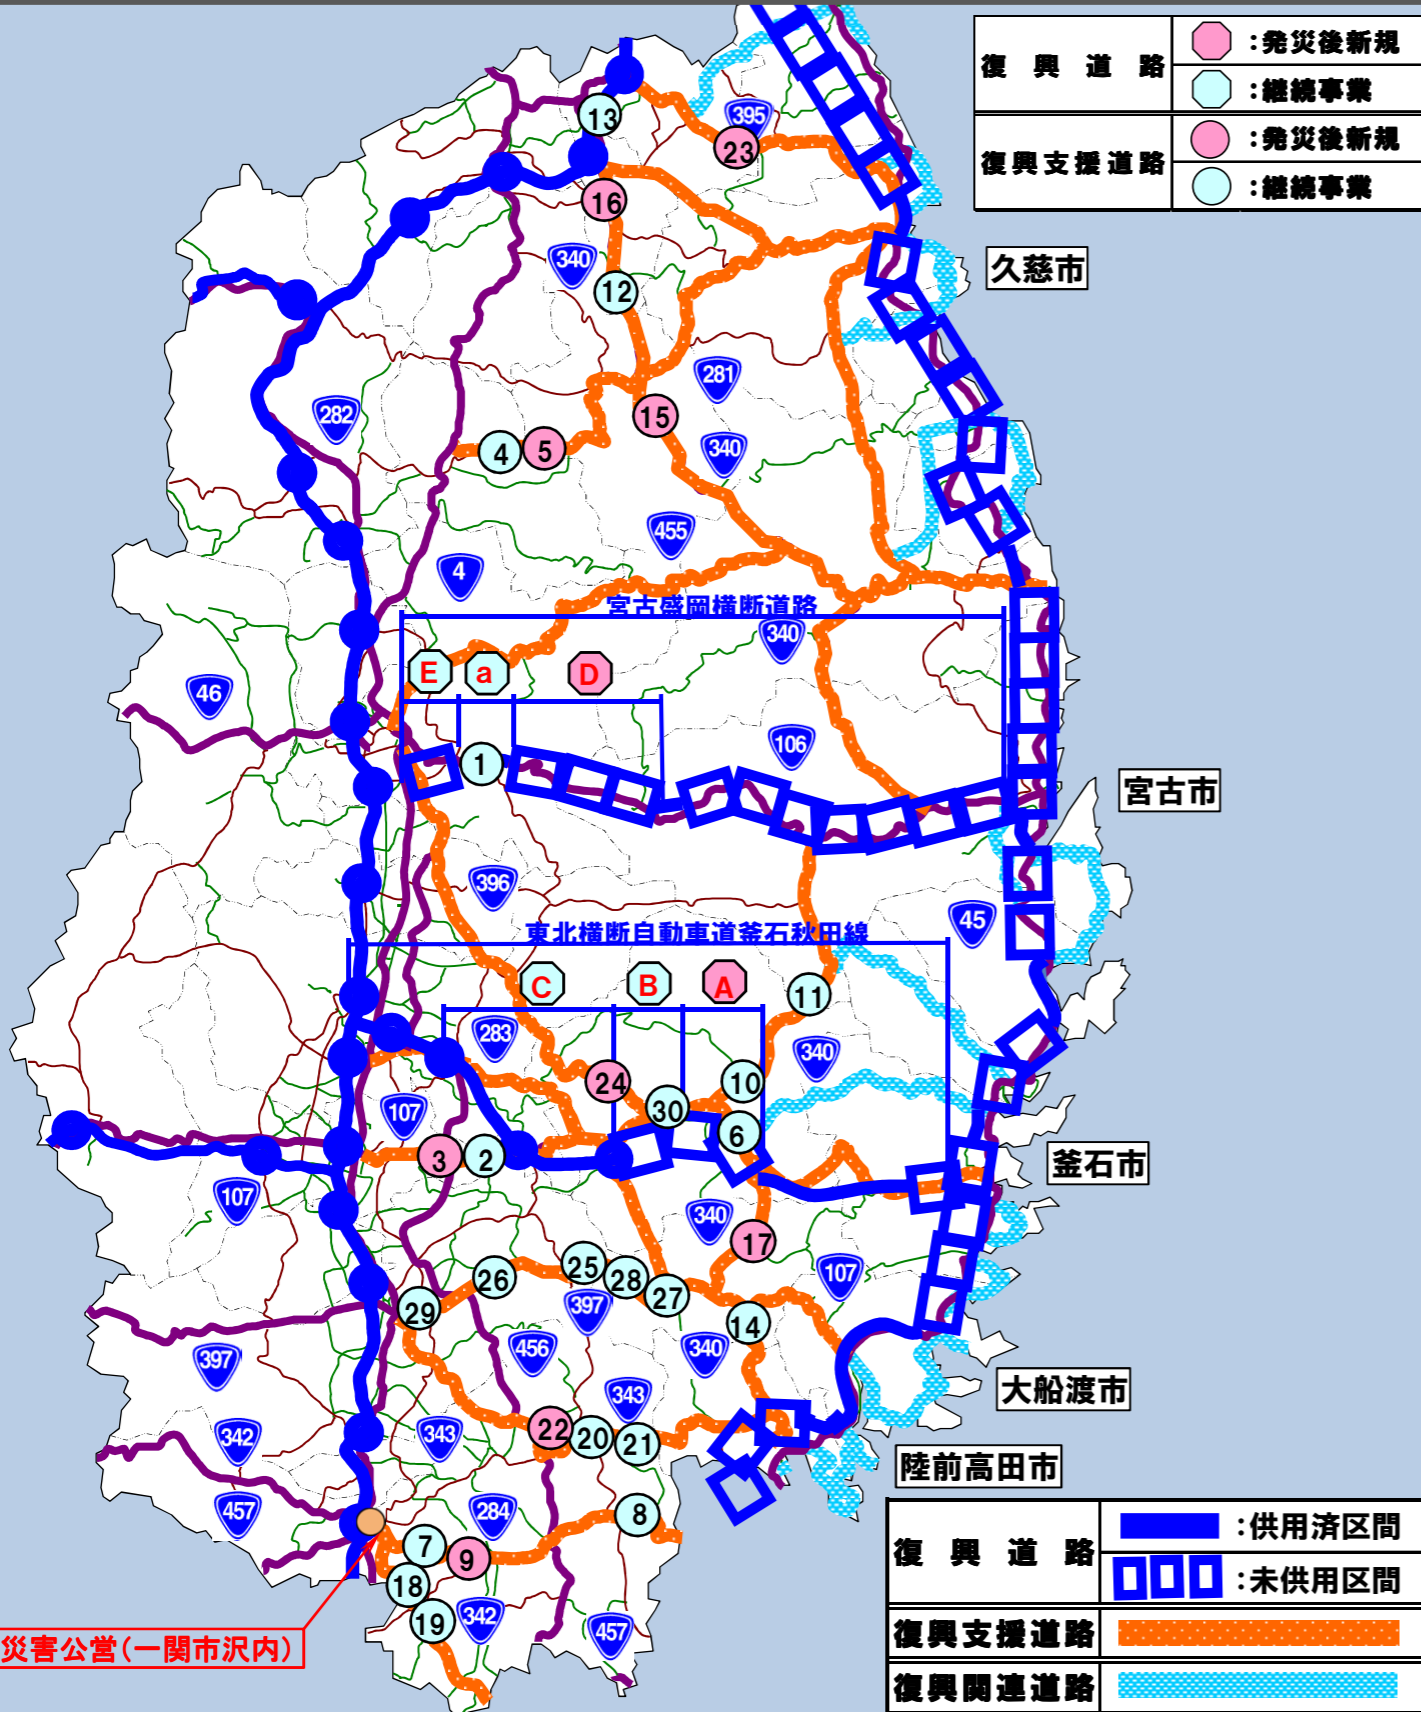 復興道路
:発災後新規
:継続事業
復興支援道路
:発災後新規
:継続事業
13
395
23
16
340
12
久慈市
281
282
15
4
5
340
455
4
宮古盛岡横断道路
340
E
a
D
46
106
1
宮古市
396
45
東北横断自動車道釜石秋田線
C
B
A
11
283
340
24
10
30
107
6
3
2
釜石市
107
340
17
107
25
26
28
27
29
397
14
456
340
397
343
大船渡市
342
343
22
20
21
陸前高田市
457
284
8
7
9
18
19
342
457
災害公営(一関市沢内)
復興道路
:供用済区間
:未供用区間
復興支援道路
復興関連道路